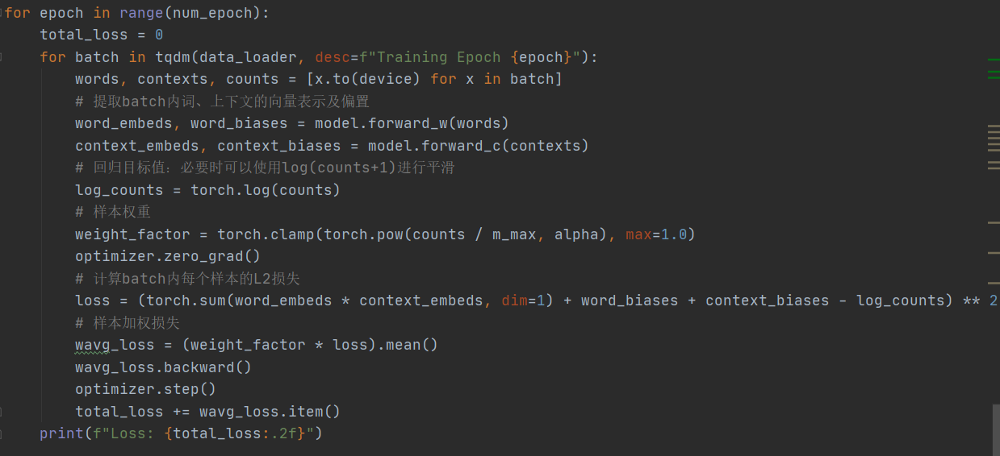 for epoch in range(num_epoch):
    total_loss = 0
    for batch in tqdm(data_loader, desc=f"Training Epoch {epoch}"):
        words, contexts, counts = [x.to(device) for x in batch]
        # 提取batch内词、上下文的向量表示及偏置
        word_embeds, word_biases = model.forward_w(words)
        context_embeds, context_biases = model.forward_c(contexts)
        # 回归目标值：必要时可以使用log(counts+1)进行平滑
        log_counts = torch.log(counts)
        # 样本权重
        weight_factor = torch.clamp(torch.pow(counts / m_max, alpha), max=1.0)
        optimizer.zero_grad()
        # 计算batch内每个样本的L2损失
        loss = (torch.sum(word_embeds * context_embeds, dim=1) + word_biases + context_biases - log_counts) ** 2
        # 样本加权损失
        wavg_loss = (weight_factor * loss).mean()
        wavg_loss.backward()
        optimizer.step()
        total_loss += wavg_loss.item()
    print(f"Loss: {total_loss:.2f}")